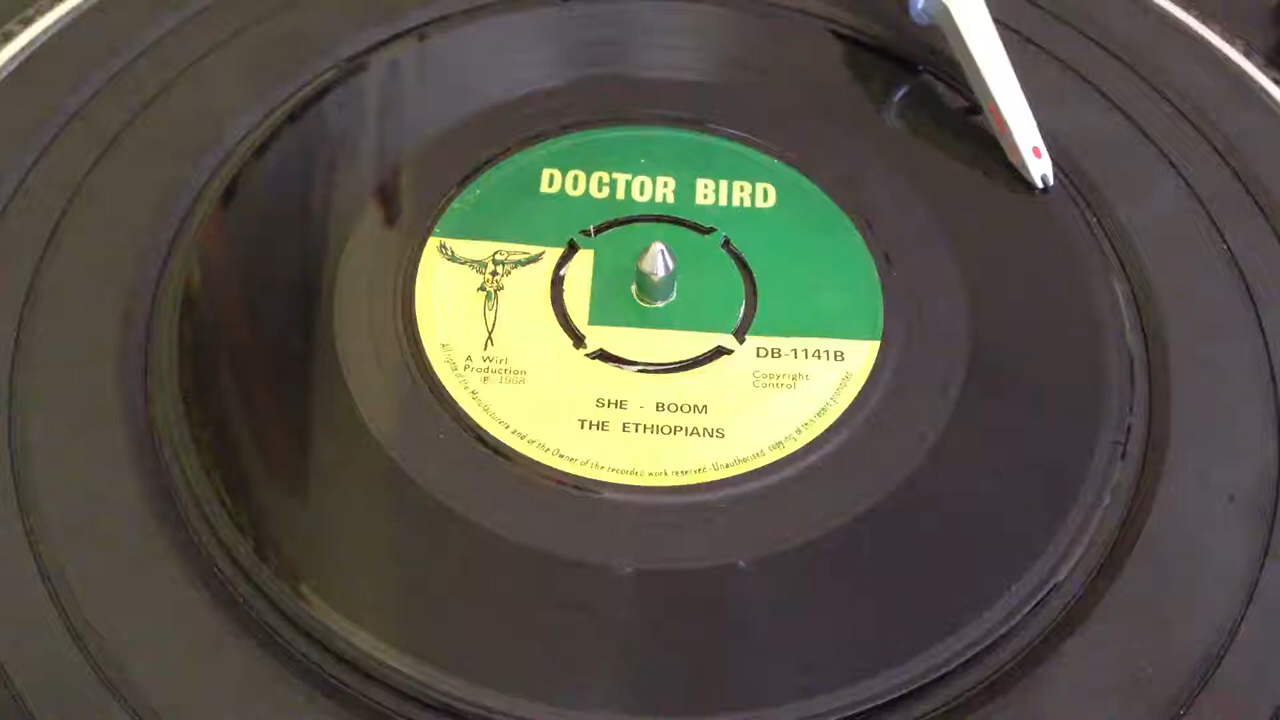 DOCTOR BIRD
A Wirl
Production
℗ 1968
DB-1141B
Copyright
Control
SHE - BOOM
THE ETHIOPIANS
All rights of the Manufacturers and of the Owner of the recorded work reserved · Unauthorised copying of this record prohibited